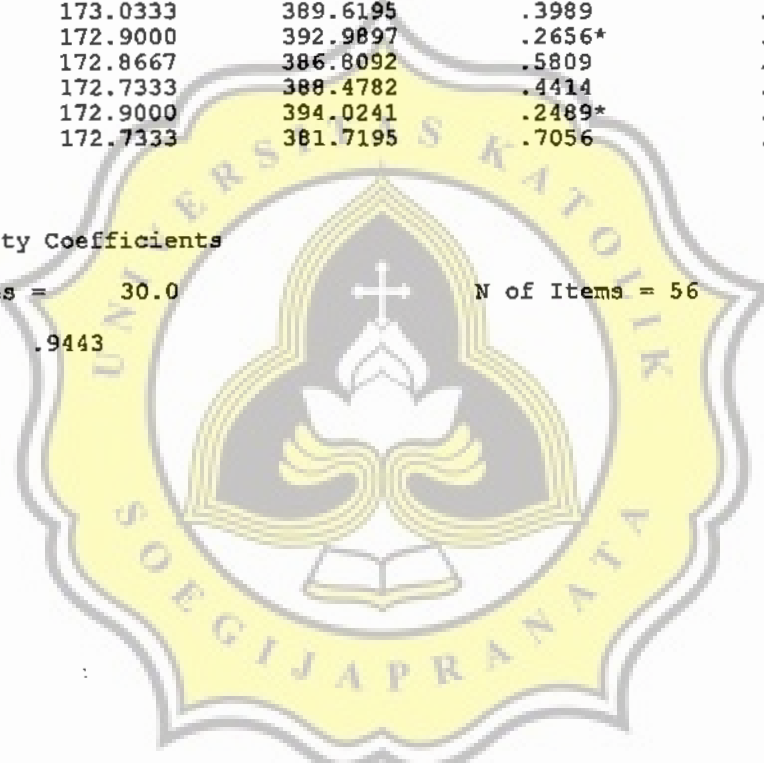 173.0333 389.6195 .3989 .
172.9000 392.9897 .2656* .
172.8667 386.8092 .5809 .
172.7333 388.4782 .4414 .
172.9000 394.0241 .2489* .
172.7333 381.7195 .7056 .
ty Coefficients
s = 30.0 N of Items = 56
.9443
UNIVERSITAS KATOLIK
SOEGIJAPRANATA